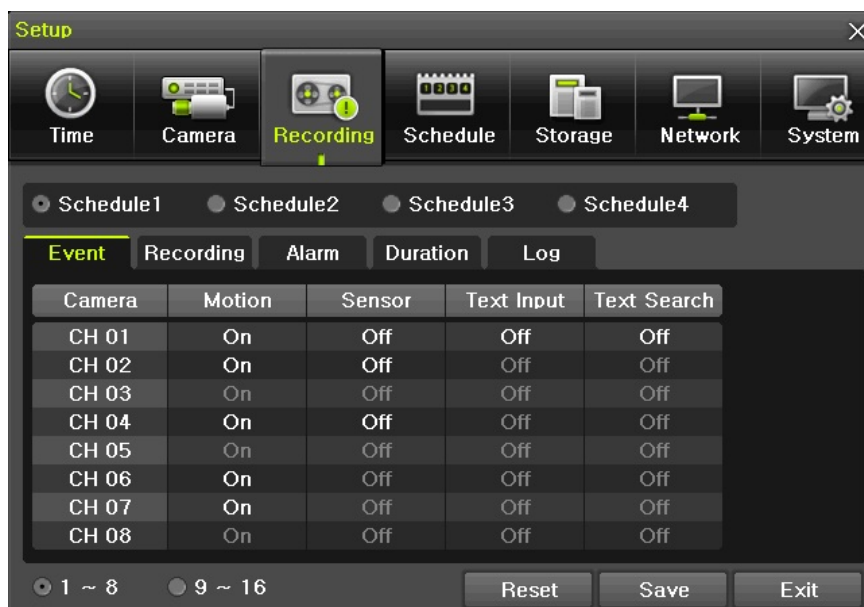 Setup
Time Camera Recording Schedule Storage Network System
Schedule1 Schedule2 Schedule3 Schedule4
Event Recording Alarm Duration Log
Camera Motion Sensor Text Input Text Search
CH 01 On Off Off Off
CH 02 On Off Off Off
CH 03 On Off Off Off
CH 04 On Off Off Off
CH 05 On Off Off Off
CH 06 On Off Off Off
CH 07 On Off Off Off
CH 08 On Off Off Off
1 ~ 8 9 ~ 16 Reset Save Exit